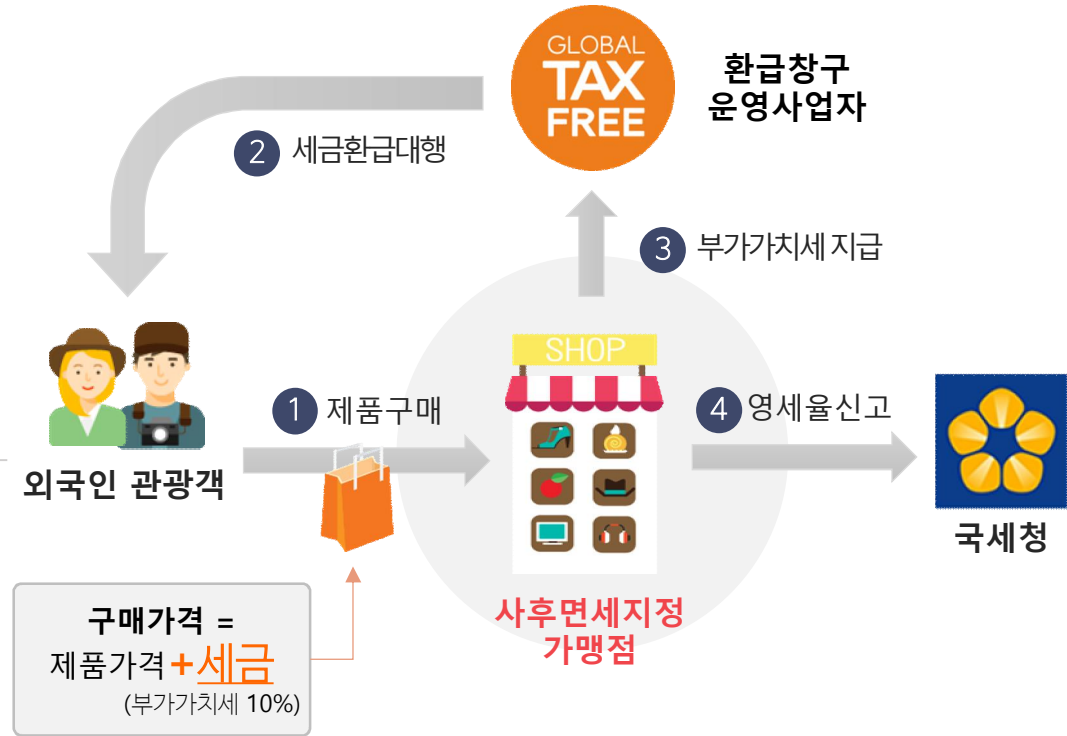 GLOBAL
TAX
FREE
환급창구
운영사업자
2 세금환급대행
3 부가가치세 지급
SHOP
1 제품구매
4 영세율신고
외국인 관광객
국세청
사후면세지정
가맹점
구매가격 =
제품가격+세금
(부가가치세 10%)